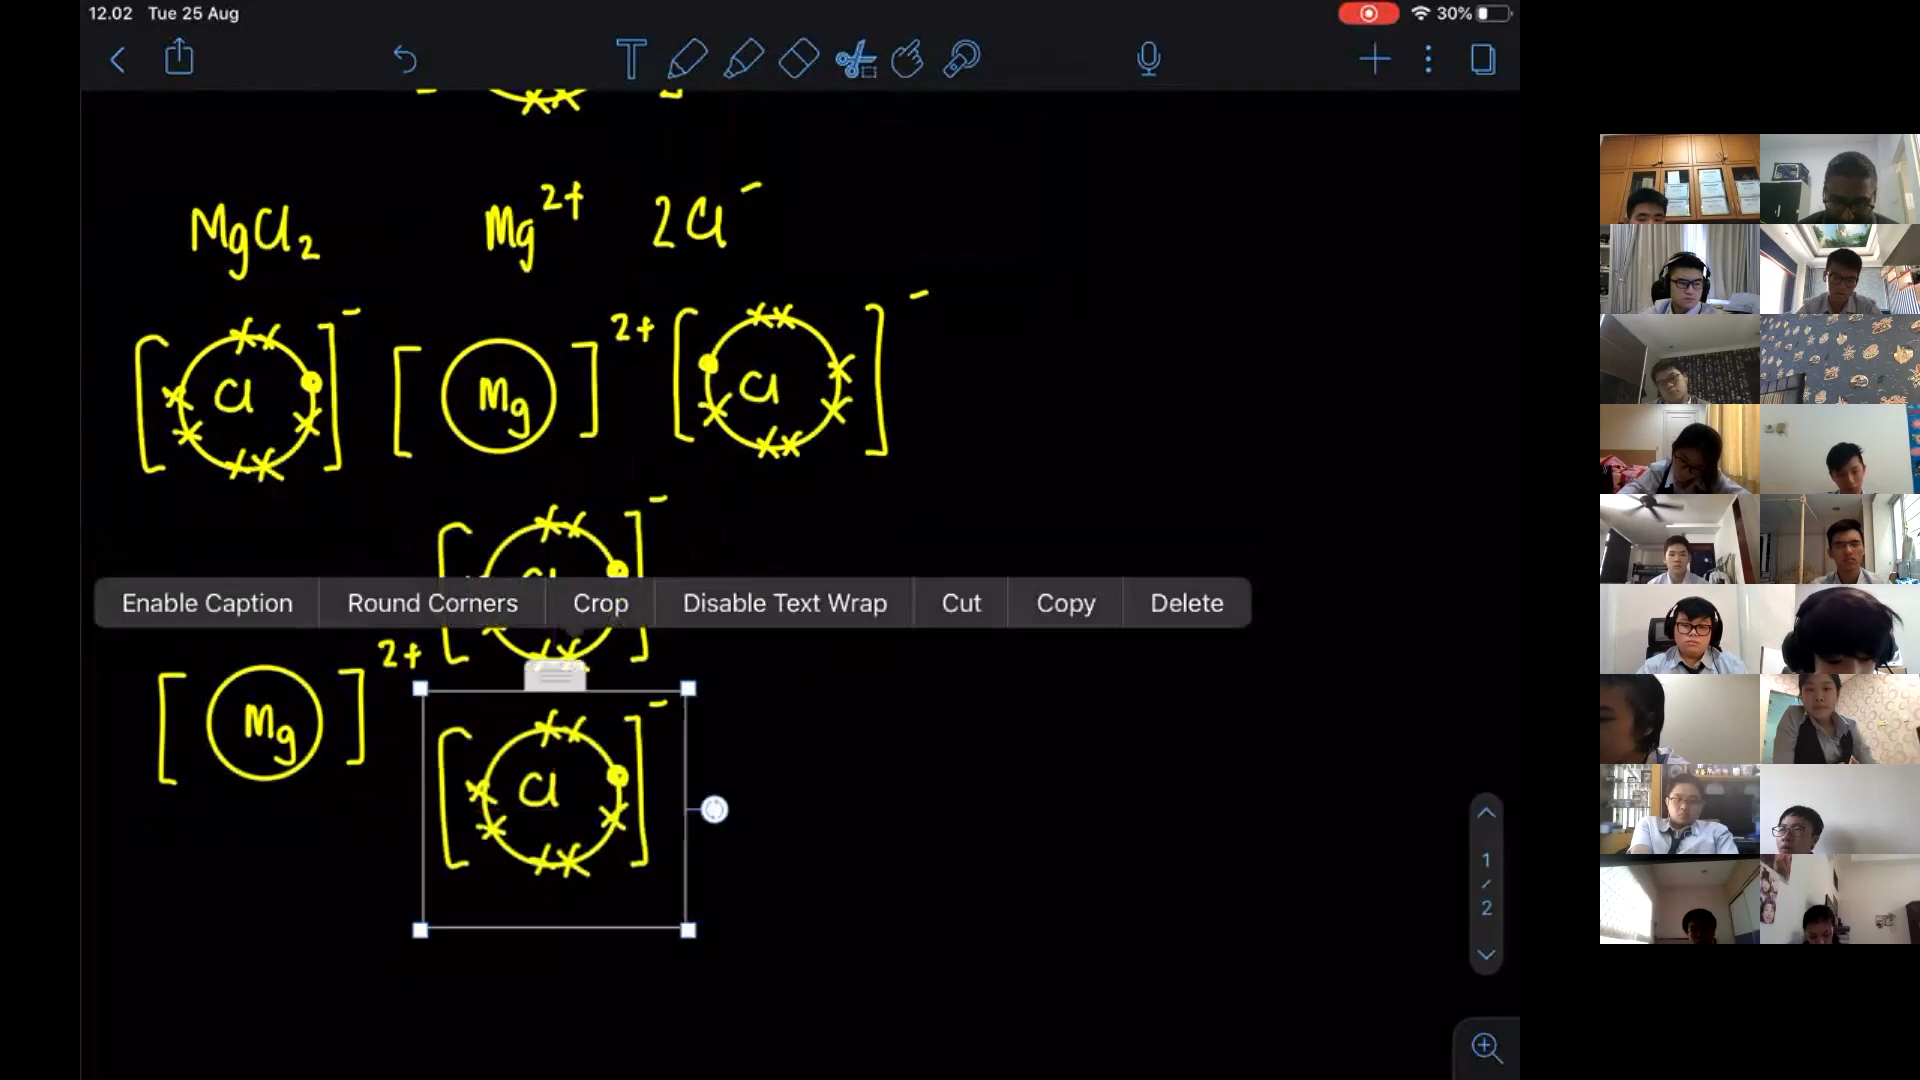 12.02 Tue 25 Aug 30%
T
MgCl₂ Mg²⁺ 2Cl⁻
[Cl]⁻ [Mg]²⁺ [Cl]⁻
Enable Caption Round Corners Crop Disable Text Wrap Cut Copy Delete
[Mg]²⁺ [Cl]⁻
1
/
2